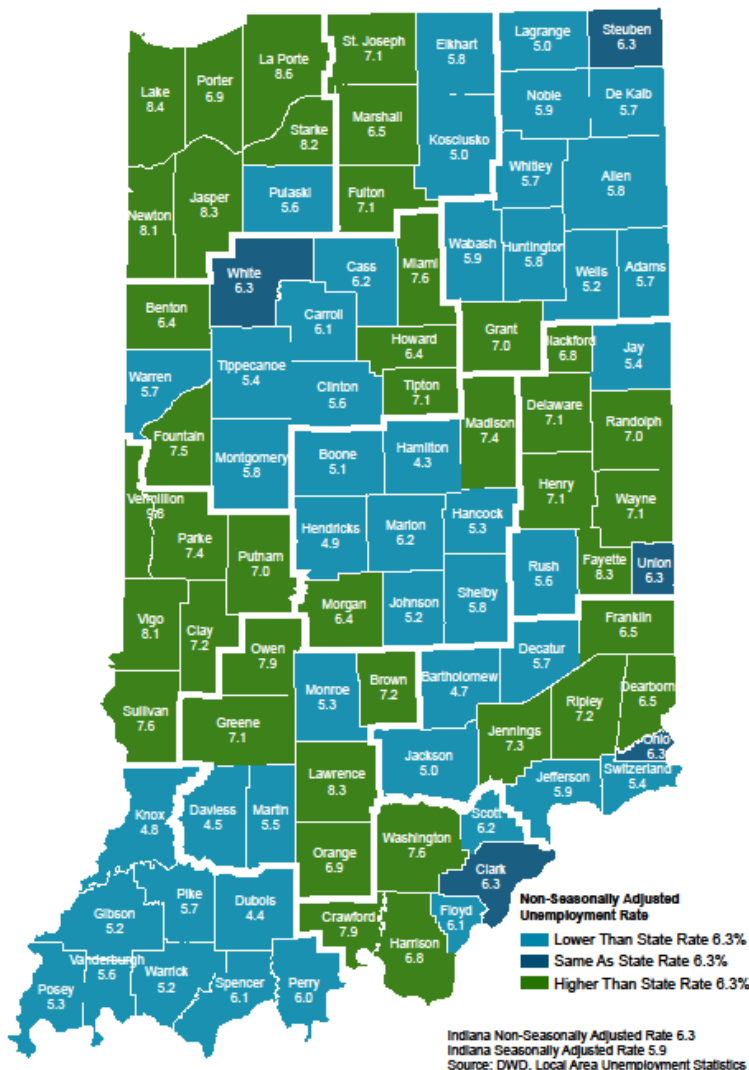 St. Joseph
7.1
Elkhart
5.8
Lagrange
5.0
Steuben
6.3
La Porte
8.6
Porter
6.9
Lake
8.4
Noble
5.9
De Kalb
5.7
Marshall
6.5
Kosciusko
5.0
Starke
8.2
Whitley
5.7
Allen
5.8
Pulaski
5.6
Fulton
7.1
Jasper
8.3
Newton
8.1
Wabash
5.9
Huntington
5.8
Wells
5.2
Adams
5.7
White
6.3
Cass
6.2
Miami
7.6
Benton
6.4
Carroll
6.1
Howard
6.4
Grant
7.0
Blackford
6.8
Jay
5.4
Warren
5.7
Tippecanoe
5.4
Clinton
5.6
Tipton
7.1
Madison
7.4
Delaware
7.1
Randolph
7.0
Fountain
7.5
Montgomery
5.8
Boone
5.1
Hamilton
4.3
Henry
7.1
Wayne
7.1
Vermillion
9.8
Parke
7.4
Putnam
7.0
Hendricks
4.9
Marion
6.2
Hancock
5.3
Rush
5.6
Fayette
8.3
Union
6.3
Vigo
8.1
Clay
7.2
Morgan
6.4
Johnson
5.2
Shelby
5.8
Franklin
6.5
Owen
7.9
Monroe
5.3
Brown
7.2
Bartholomew
4.7
Decatur
5.7
Sullivan
7.6
Greene
7.1
Jennings
7.3
Ripley
7.2
Dearborn
6.5
Ohio
6.3
Jackson
5.0
Jefferson
5.9
Switzerland
5.4
Lawrence
8.3
Knox
4.8
Daviess
4.5
Martin
5.5
Scott
6.2
Washington
7.6
Orange
6.9
Clark
6.3
Pike
5.7
Dubois
4.4
Gibson
5.2
Floyd
6.1
Crawford
7.9
Harrison
6.8
Posey
5.3
Vanderburgh
5.6
Warrick
5.2
Spencer
6.1
Perry
6.0
Non-Seasonally Adjusted
Unemployment Rate
Lower Than State Rate 6.3%
Same As State Rate 6.3%
Higher Than State Rate 6.3%
Indiana Non-Seasonally Adjusted Rate 6.3
Indiana Seasonally Adjusted Rate 5.9
Source: DWD, Local Area Unemployment Statistics